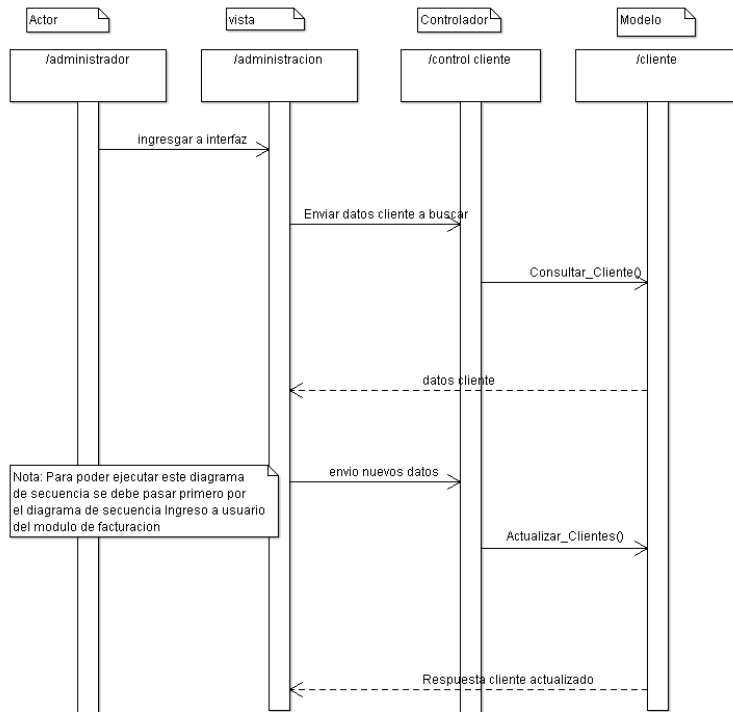 Actor
vista
Controlador
Modelo
/administrador
/administracion
/control cliente
/cliente
ingresgar a interfaz
Enviar datos cliente a buscar
Consultar_Cliente()
datos cliente
Nota: Para poder ejecutar este diagrama
de secuencia se debe pasar primero por
el diagrama de secuencia Ingreso a usuario
del modulo de facturacion
envio nuevos datos
Actualizar_Clientes()
Respuesta cliente actualizado